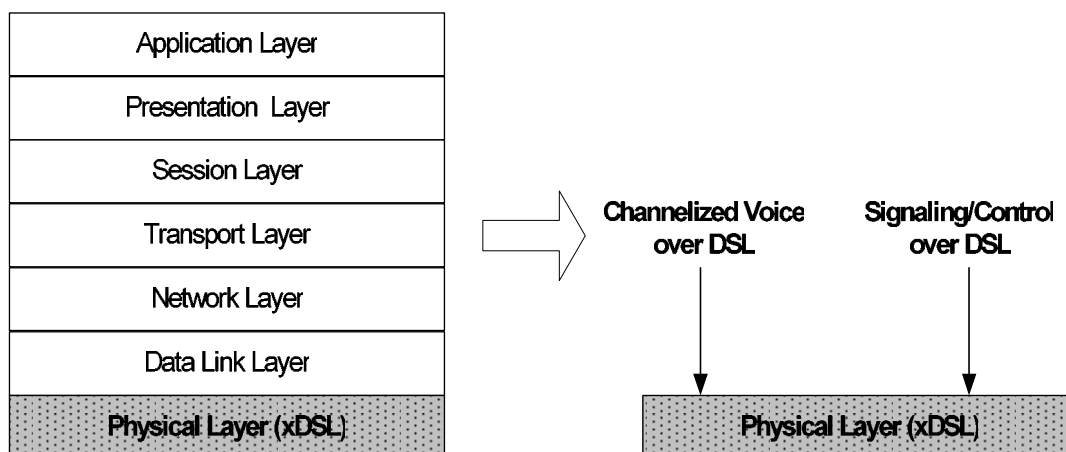 Application Layer
Presentation Layer
Session Layer
Transport Layer
Network Layer
Data Link Layer
Physical Layer (xDSL)
Channelized Voice
over DSL
Signaling/Control
over DSL
Physical Layer (xDSL)